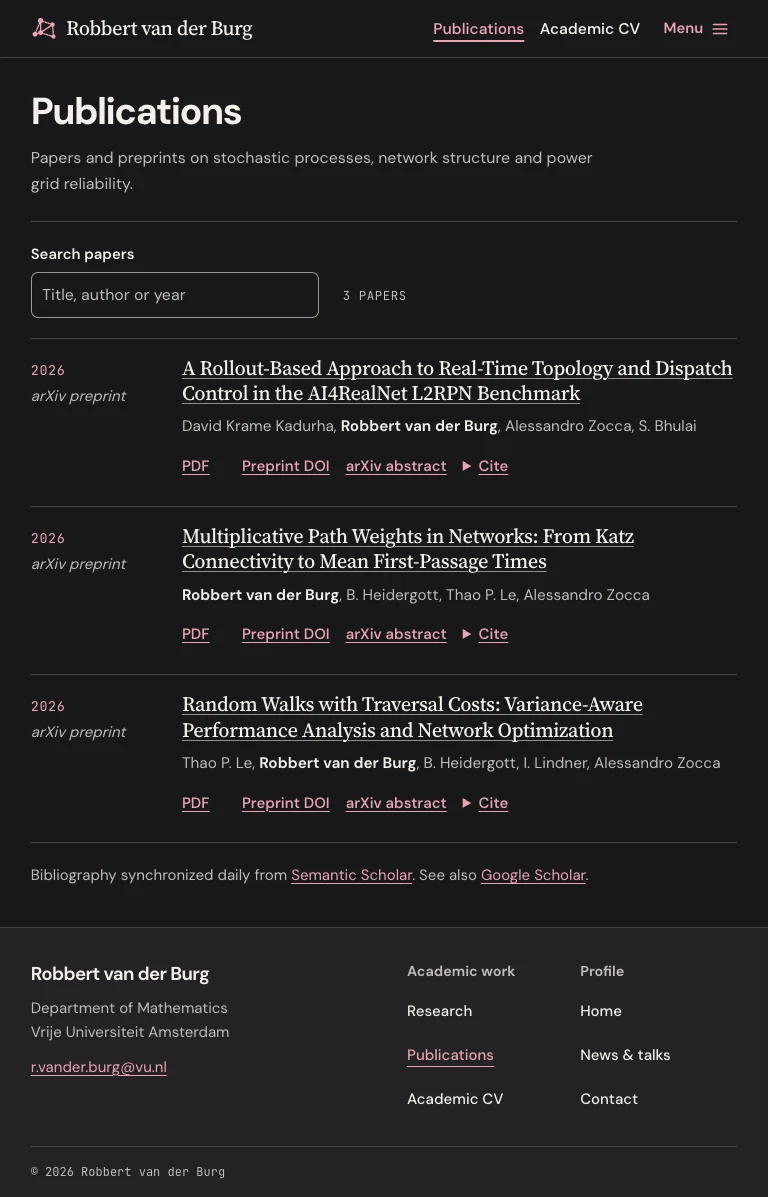 Robbert van der Burg
Publications Academic CV Menu
Publications
Papers and preprints on stochastic processes, network structure and power
grid reliability.
Search papers
Title, author or year
3 PAPERS
2026
arXiv preprint
A Rollout-Based Approach to Real-Time Topology and Dispatch
Control in the AI4RealNet L2RPN Benchmark
David Krame Kadurha, Robbert van der Burg, Alessandro Zocca, S. Bhulai
PDF Preprint DOI arXiv abstract Cite
2026
arXiv preprint
Multiplicative Path Weights in Networks: From Katz
Connectivity to Mean First-Passage Times
Robbert van der Burg, B. Heidergott, Thao P. Le, Alessandro Zocca
PDF Preprint DOI arXiv abstract Cite
2026
arXiv preprint
Random Walks with Traversal Costs: Variance-Aware
Performance Analysis and Network Optimization
Thao P. Le, Robbert van der Burg, B. Heidergott, I. Lindner, Alessandro Zocca
PDF Preprint DOI arXiv abstract Cite
Bibliography synchronized daily from Semantic Scholar. See also Google Scholar.
Robbert van der Burg
Department of Mathematics
Vrije Universiteit Amsterdam
r.vander.burg@vu.nl
Academic work
Research
Publications
Academic CV
Profile
Home
News & talks
Contact
© 2026 Robbert van der Burg